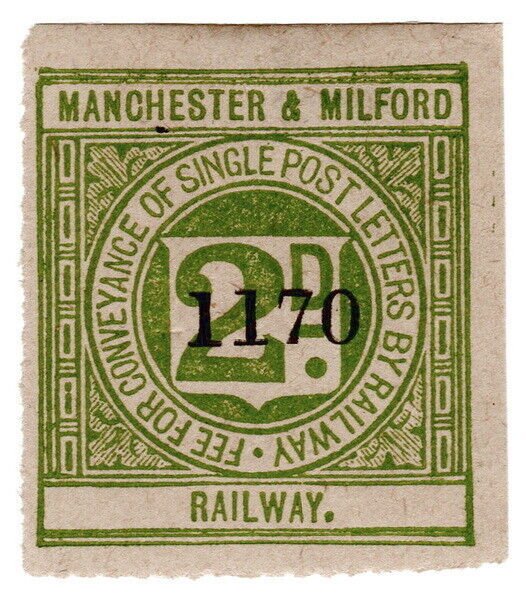 MANCHESTER & MILFORD
FEE FOR CONVEYANCE OF SINGLE POST LETTERS BY RAILWAY •
2D.
1170
RAILWAY.